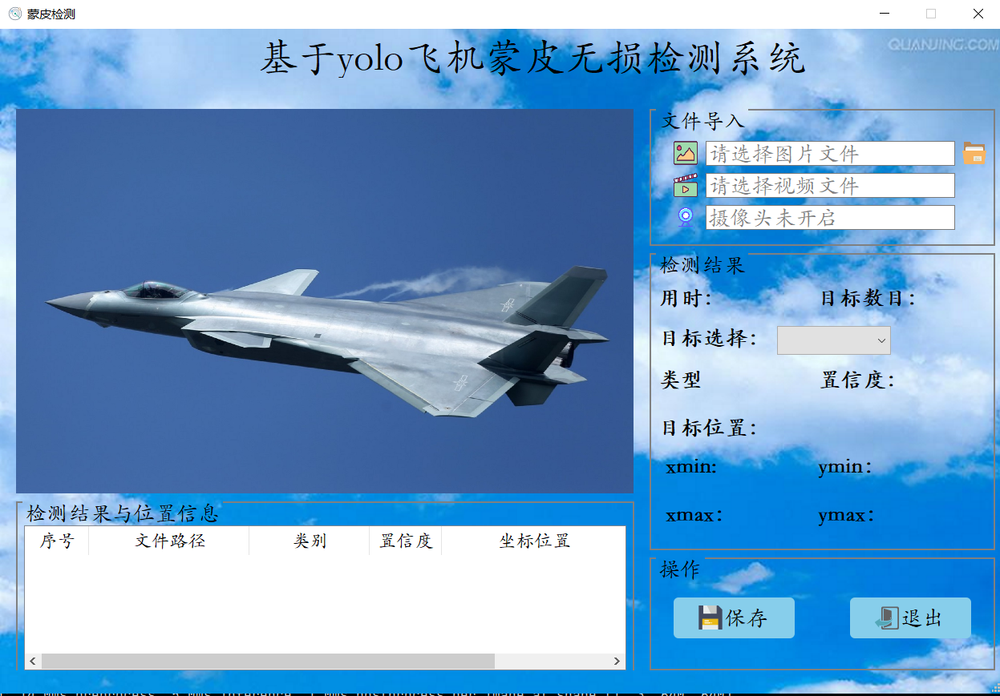 蒙皮检测
QUANJING.COM
基于yolo飞机蒙皮无损检测系统
文件导入
请选择图片文件
请选择视频文件
摄像头未开启
检测结果
用时：
目标数目：
目标选择：
类型
置信度：
目标位置：
xmin:
ymin：
xmax：
ymax：
检测结果与位置信息
序号 文件路径 类别 置信度 坐标位置
操作
保存
退出